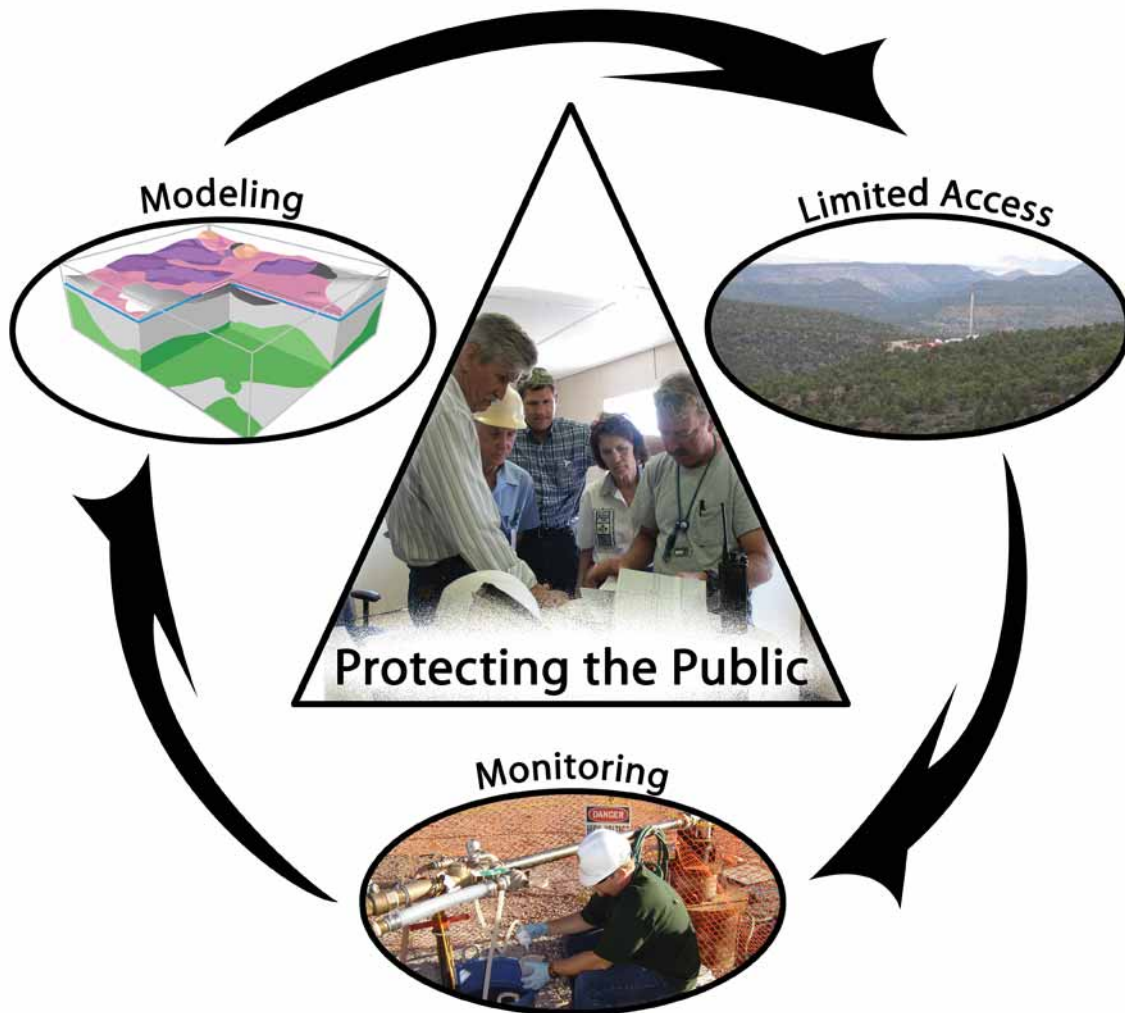 Modeling
Limited Access
Protecting the Public
Monitoring
DANGER